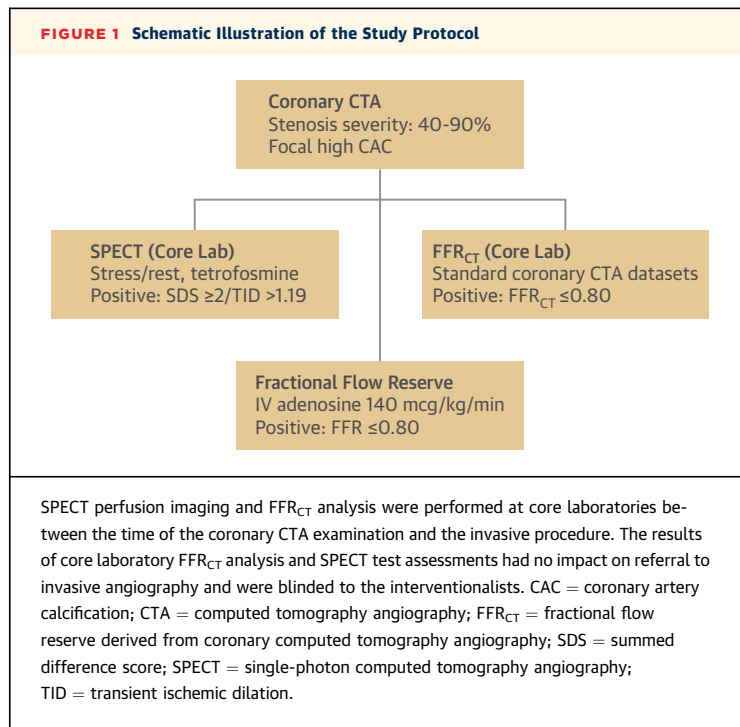 FIGURE 1 Schematic Illustration of the Study Protocol
Coronary CTA
Stenosis severity: 40-90%
Focal high CAC
SPECT (Core Lab)
Stress/rest, tetrofosmine
Positive: SDS ≥2/TID >1.19
FFRCT (Core Lab)
Standard coronary CTA datasets
Positive: FFRCT ≤0.80
Fractional Flow Reserve
IV adenosine 140 mcg/kg/min
Positive: FFR ≤0.80
SPECT perfusion imaging and FFRCT analysis were performed at core laboratories be-
tween the time of the coronary CTA examination and the invasive procedure. The results
of core laboratory FFRCT analysis and SPECT test assessments had no impact on referral to
invasive angiography and were blinded to the interventionalists. CAC = coronary artery
calcification; CTA = computed tomography angiography; FFRCT = fractional flow
reserve derived from coronary computed tomography angiography; SDS = summed
difference score; SPECT = single-photon computed tomography angiography;
TID = transient ischemic dilation.